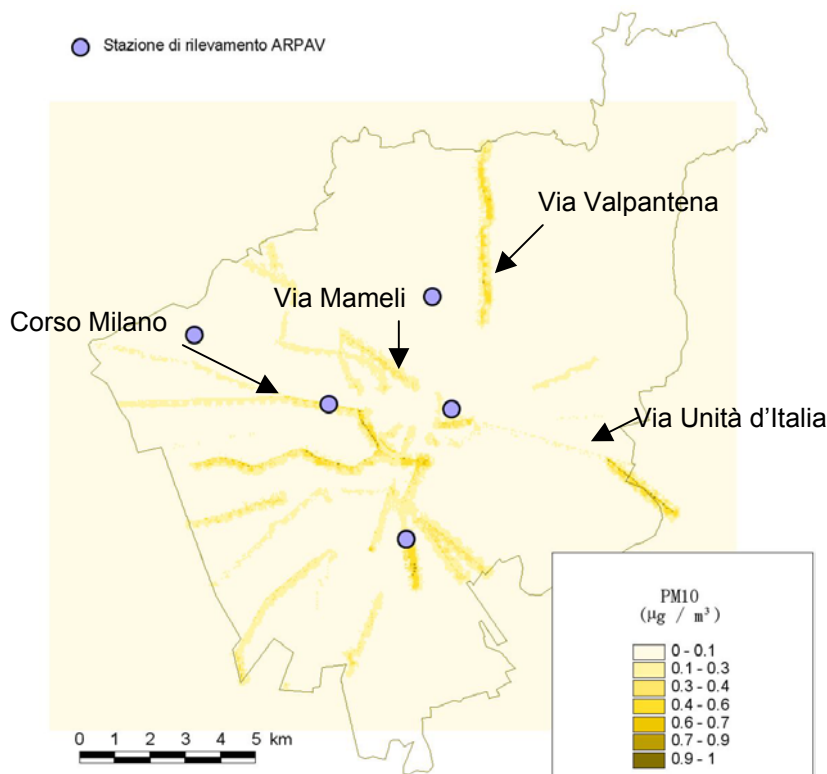 Stazione di rilevamento ARPAV
Via Valpantena
Via Mameli
Corso Milano
Via Unità d'Italia
PM10
(µg / m³)
0 - 0.1
0.1 - 0.3
0.3 - 0.4
0.4 - 0.6
0.6 - 0.7
0.7 - 0.9
0.9 - 1
0 1 2 3 4 5 km